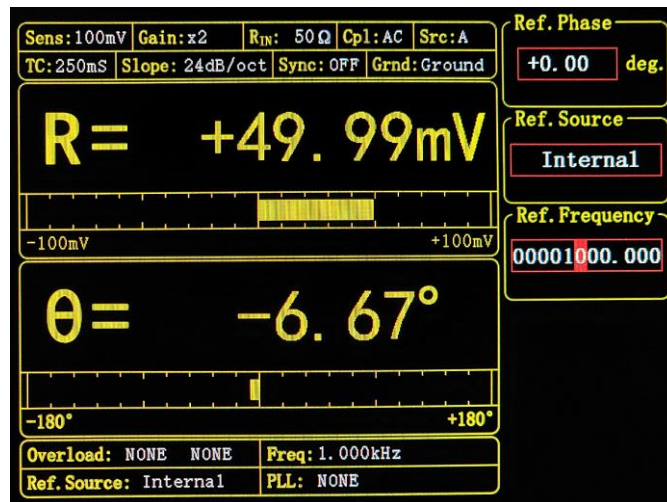 Sens:100mV Gain:x2 RIN: 50Ω Cpl:AC Src:A
TC:250mS Slope: 24dB/oct Sync:OFF Grnd:Ground
R= +49.99mV
-100mV +100mV
θ= -6.67°
-180° +180°
Overload: NONE NONE Freq:1.000kHz
Ref.Source: Internal PLL: NONE
Ref.Phase
+0.00 deg.
Ref.Source
Internal
Ref.Frequency
00001000.000